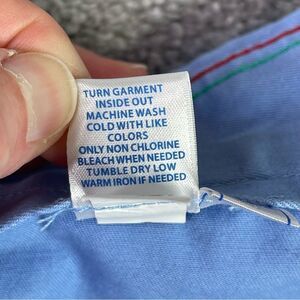 TURN GARMENT
INSIDE OUT
MACHINE WASH
COLD WITH LIKE
COLORS
ONLY NON CHLORINE
BLEACH WHEN NEEDED
TUMBLE DRY LOW
WARM IRON IF NEEDED